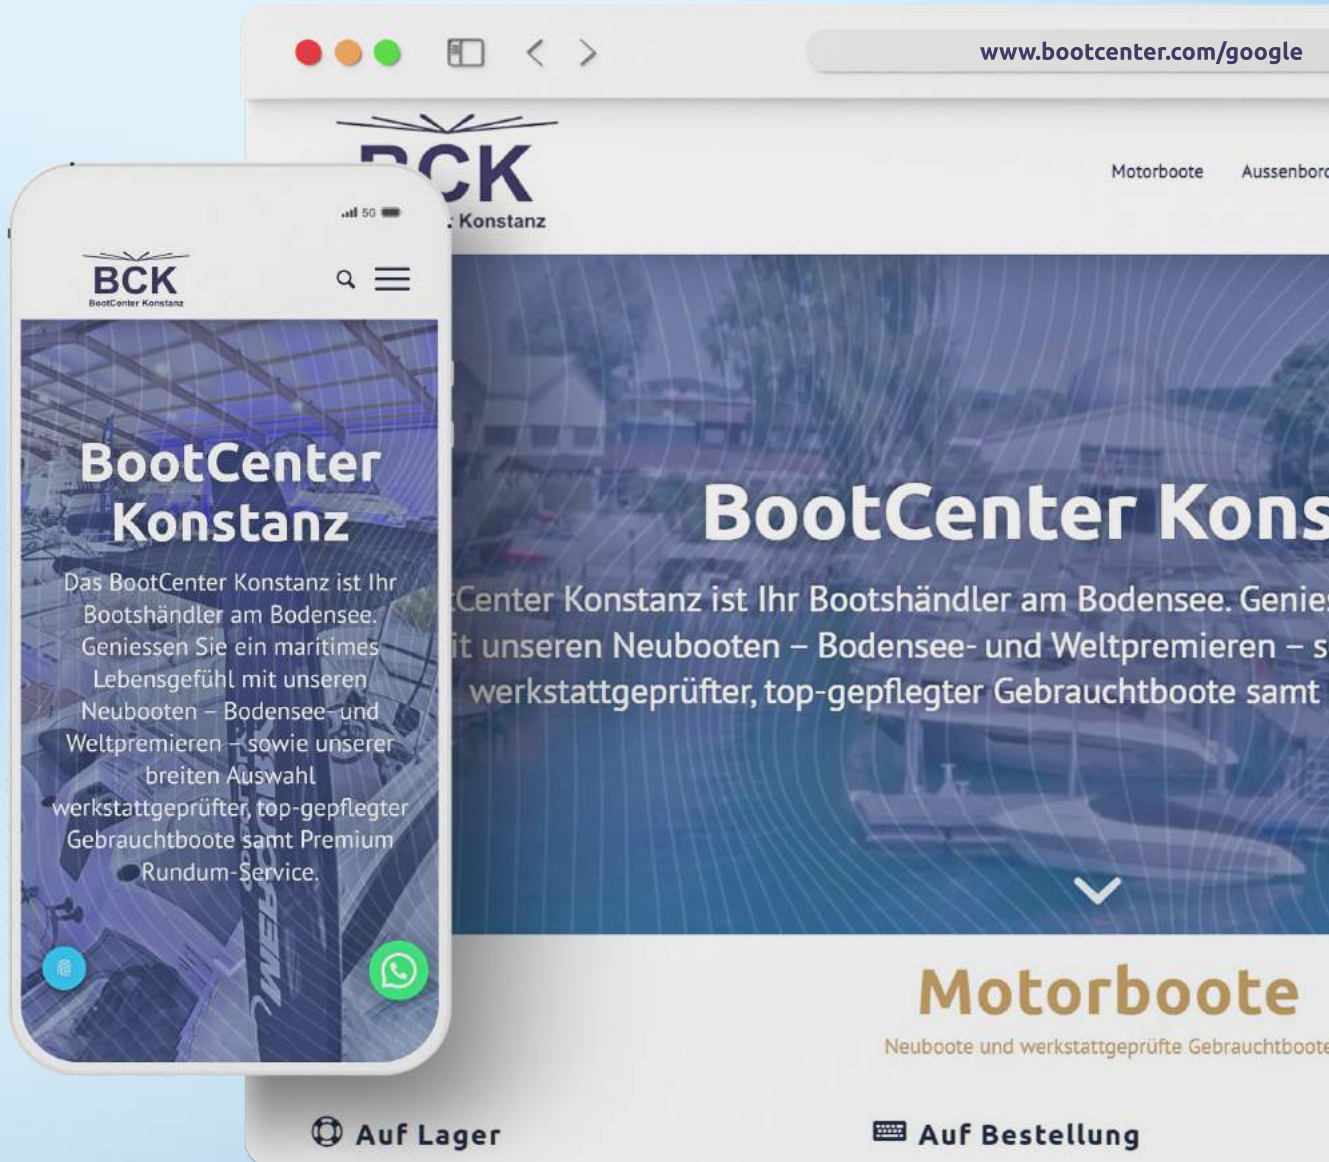 www.bootcenter.com/google
BCK
Konstanz
Motorboote
BootCenter Kons
Center Konstanz ist Ihr Bootshändler am Bodensee. Genies
it unseren Neubooten – Bodensee- und Weltpremieren – s
werkstattgeprüfter, top-gepflegter Gebrauchtboote samt
Motorboote
Neuboote und werkstattgeprüfte Gebrauchtboote
Auf Lager
Auf Bestellung
5G
BCK
BootCenter Konstanz
BootCenter
Konstanz
Das BootCenter Konstanz ist Ihr
Bootshändler am Bodensee.
Geniessen Sie ein maritimes
Lebensgefühl mit unseren
Neubooten – Bodensee- und
Weltpremieren – sowie unserer
breiten Auswahl
werkstattgeprüfter, top-gepflegter
Gebrauchtboote samt Premium
Rundum-Service.